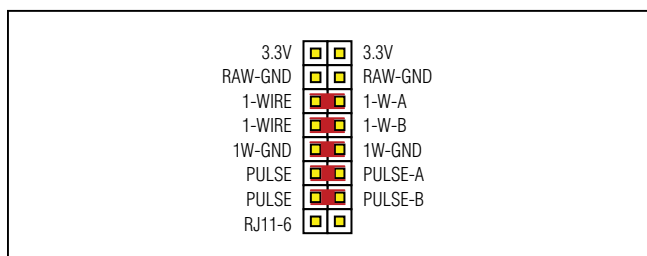 3.3V 3.3V
RAW-GND RAW-GND
1-WIRE 1-W-A
1-WIRE 1-W-B
1W-GND 1W-GND
PULSE PULSE-A
PULSE PULSE-B
RJ11-6